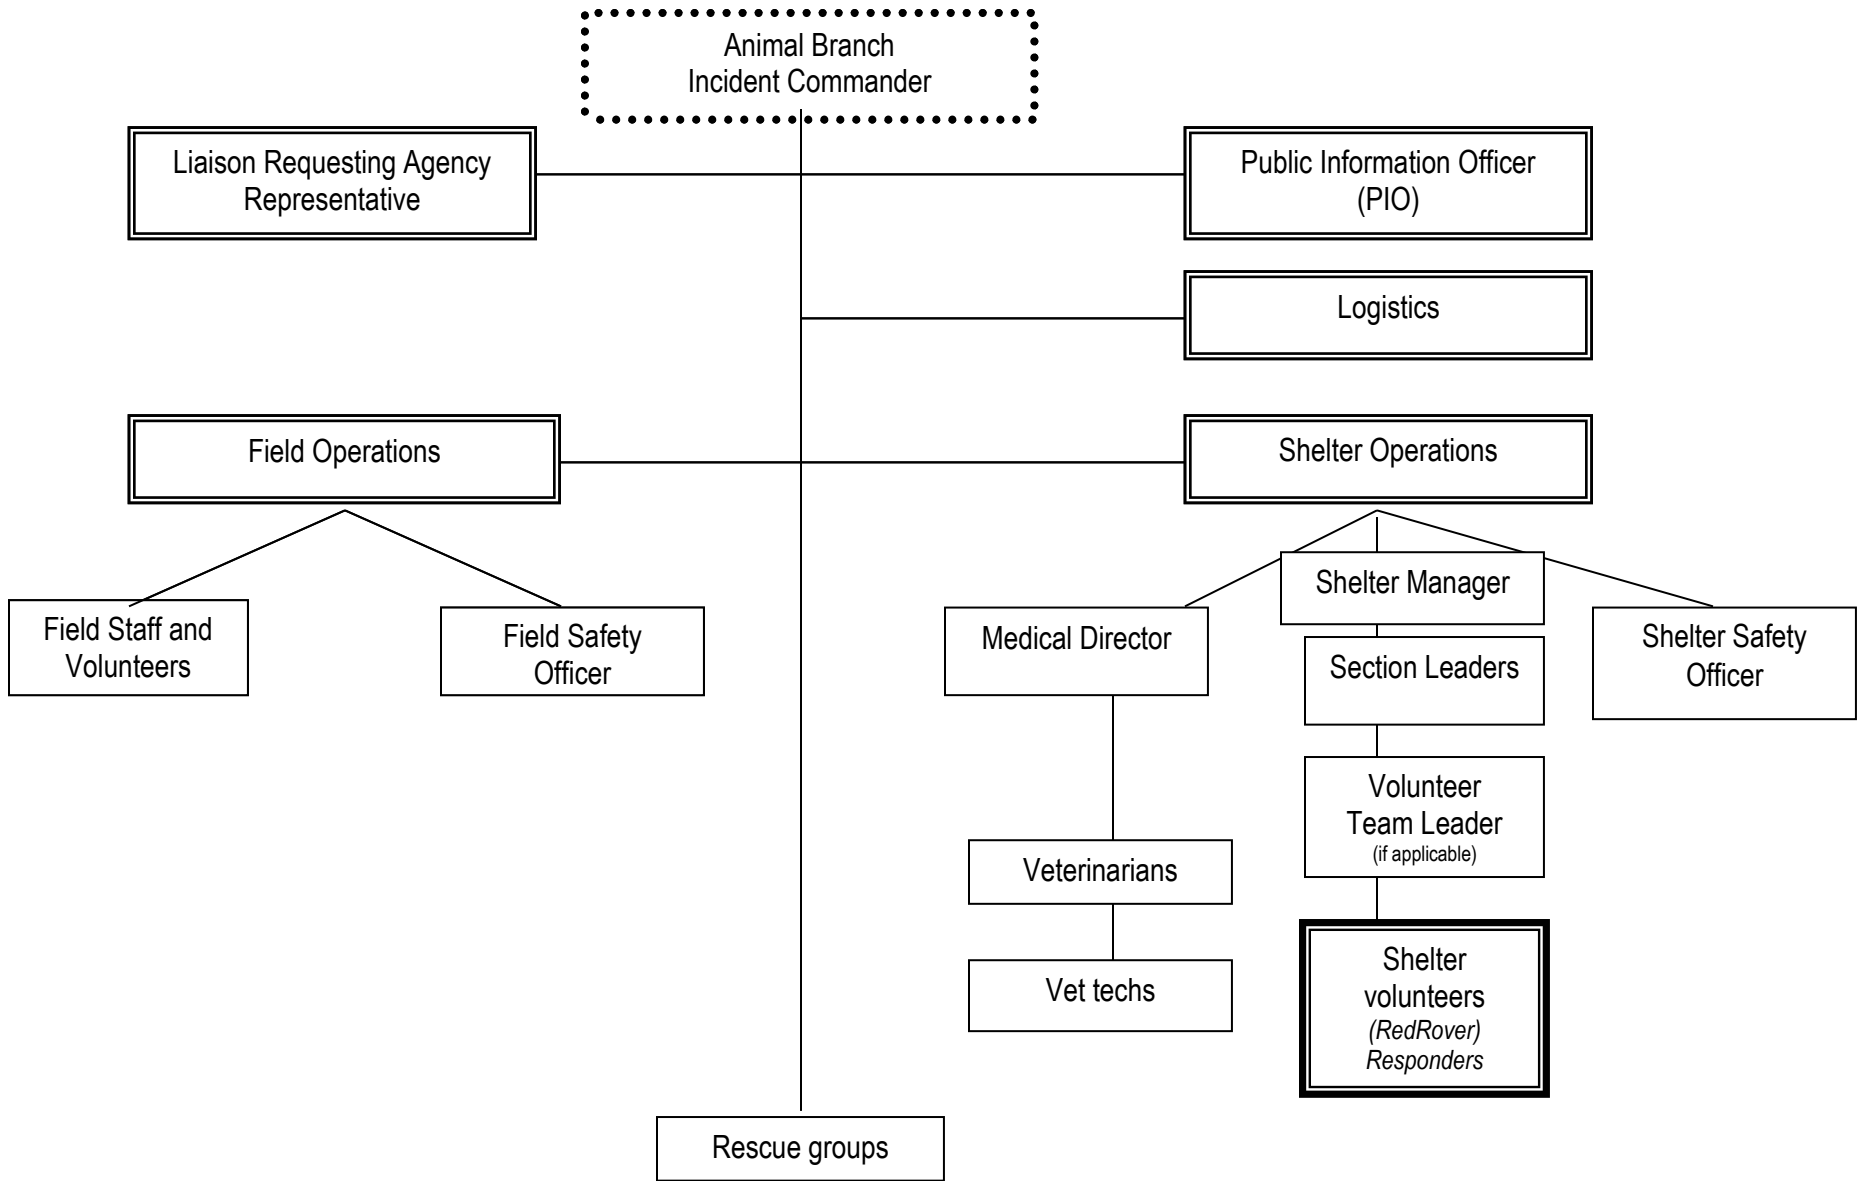 Animal Branch
Incident Commander
Liaison Requesting Agency
Representative
Public Information Officer
(PIO)
Logistics
Field Operations
Shelter Operations
Field Staff and
Volunteers
Field Safety
Officer
Medical Director
Shelter Manager
Section Leaders
Shelter Safety
Officer
Volunteer
Team Leader
(if applicable)
Veterinarians
Vet techs
Shelter
volunteers
(RedRover)
Responders
Rescue groups